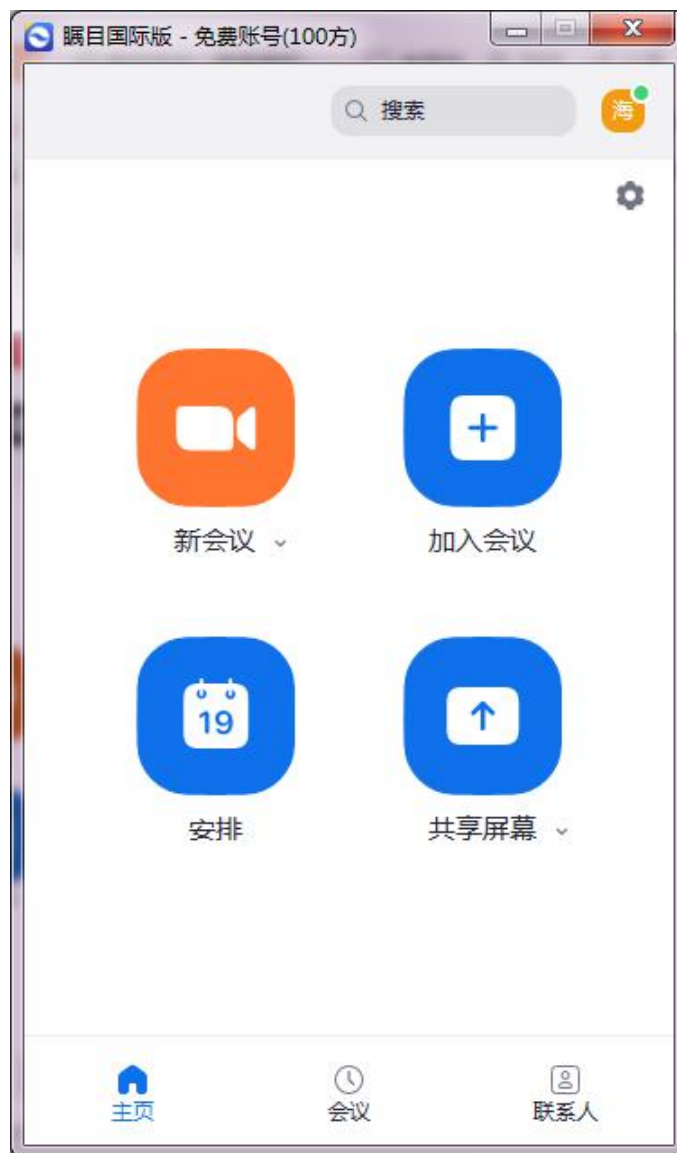 瞩目国际版 - 免费账号(100方)
搜索
海
新会议
加入会议
19
安排
共享屏幕
主页
会议
联系人